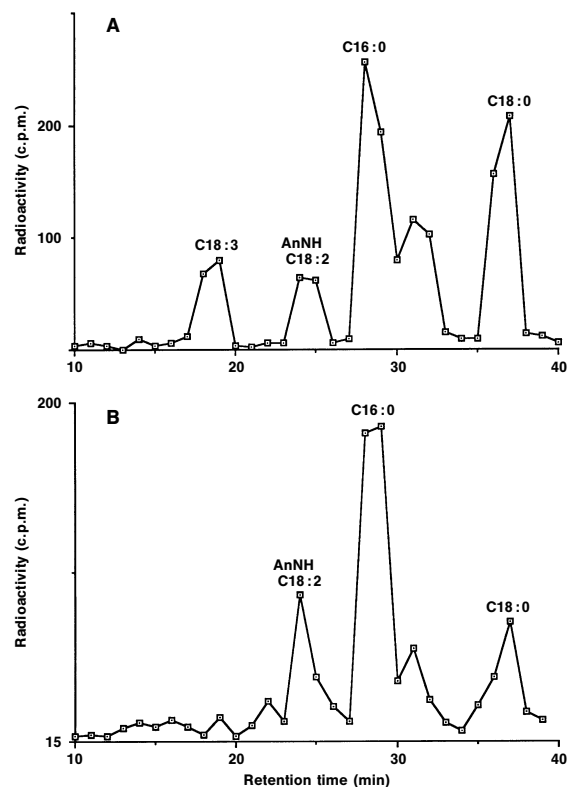 A
C16:0
C18:0
200
C18:3
AnNH
C18:2
100
Radioactivity (c.p.m.)
10
20
30
40
200
B
C16:0
AnNH
C18:2
C18:0
Radioactivity (c.p.m.)
15
10
20
30
40
Retention time (min)